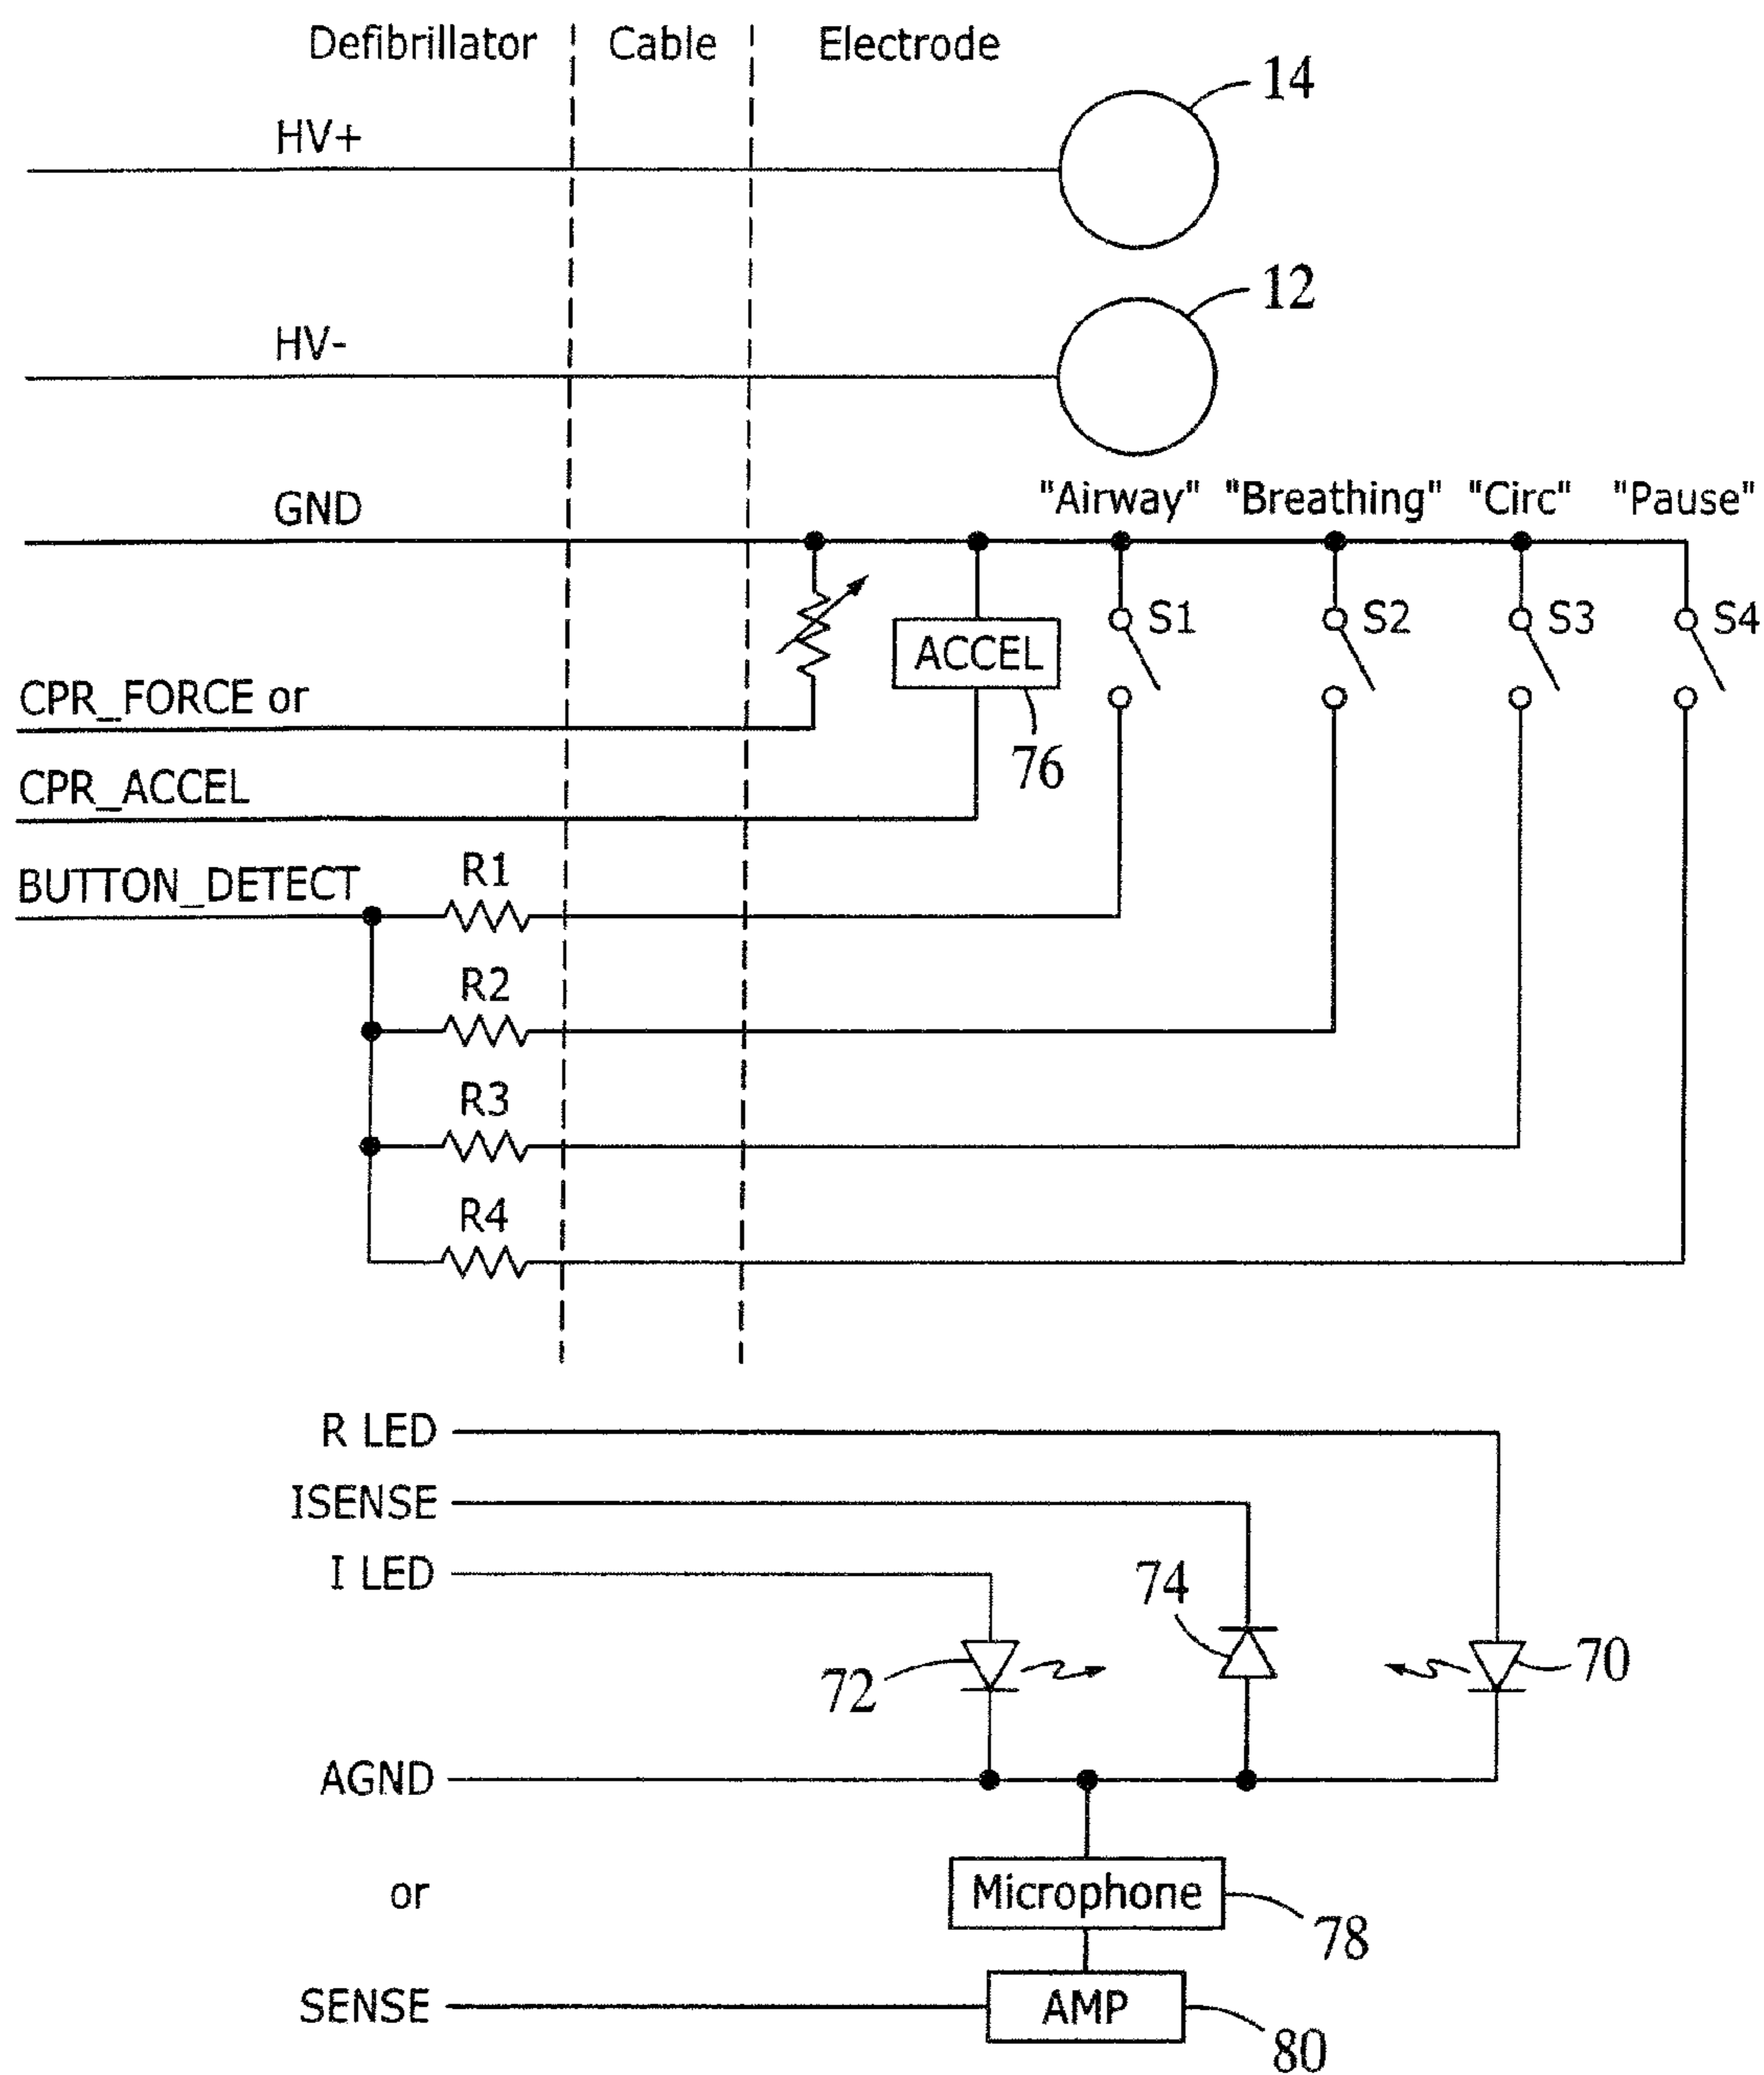 Defibrillator Cable Electrode
14
HV+
12
HV-
GND
"Airway" "Breathing" "Circ" "Pause"
S1 S2 S3 S4
ACCEL
CPR_FORCE or
76
CPR_ACCEL
BUTTON_DETECT
R1
R2
R3
R4
R LED
ISENSE
I LED
74
72
70
AGND
or
Microphone
78
SENSE
AMP
80